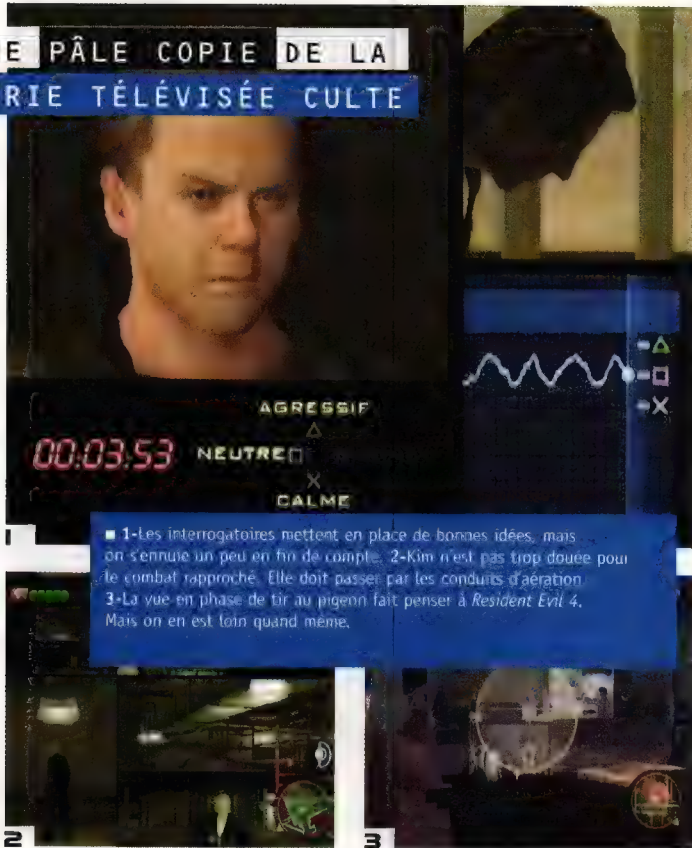 E PÂLE COPIE DE LA
RIE TÉLÉVISÉE CULTE
AGRESSIF
00:03:53 NEUTRE
CALME
1
■ 1-Les interrogatoires mettent en place de bonnes idées, mais
on s'ennuie un peu en fin de compte. 2-Kim n'est pas trop douée pour
le combat rapproché. Elle doit passer par les conduits d'aération.
3-La vue en phase de tir au pigeon fait penser à Resident Evil 4.
Mais on en est loin quand même.
2
3